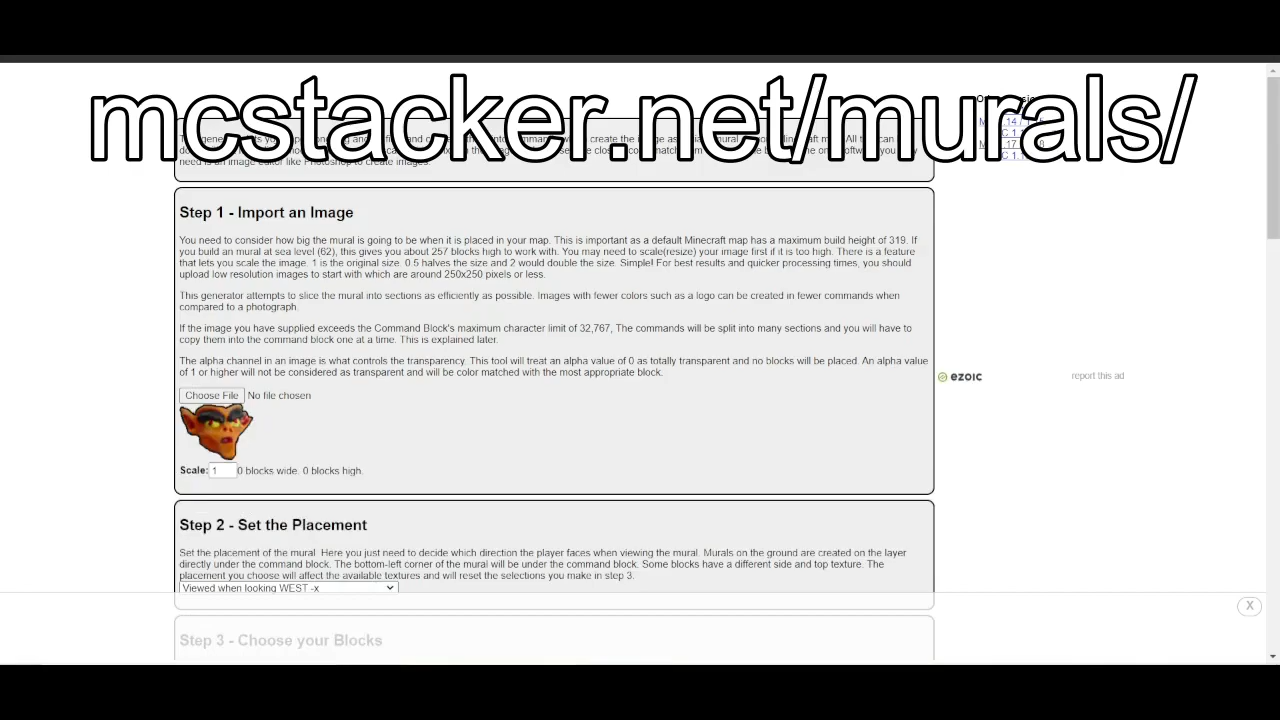 mcstacker.net/murals/
need is an image editor like Photoshop to create images.
Step 1 - Import an Image
You need to consider how big the mural is going to be when it is placed in your map. This is important as a default Minecraft map has a maximum build height of 319. If
you build an mural at sea level (62), this gives you about 257 blocks high to work with. You may need to scale(resize) your image first if it is too high. There is a feature
that lets you scale the image. 1 is the original size. 0.5 halves the size and 2 would double the size. Simple! For best results and quicker processing times, you should
upload low resolution images to start with which are around 250x250 pixels or less.
This generator attempts to slice the mural into sections as efficiently as possible. Images with fewer colors such as a logo can be created in fewer commands when
compared to a photograph.
If the image you have supplied exceeds the Command Block's maximum character limit of 32,767, The commands will be split into many sections and you will have to
copy them into the command block one at a time. This is explained later.
The alpha channel in an image is what controls the transparency. This tool will treat an alpha value of 0 as totally transparent and no blocks will be placed. An alpha value
of 1 or higher will not be considered as transparent and will be color matched with the most appropriate block.
Choose File No file chosen
ezoic report this ad
Scale: 1 0 blocks wide. 0 blocks high.
Step 2 - Set the Placement
Set the placement of the mural. Here you just need to decide which direction the player faces when viewing the mural. Murals on the ground are created on the layer
directly under the command block. The bottom-left corner of the mural will be under the command block. Some blocks have a different side and top texture. The
placement you choose will affect the available textures and will reset the selections you make in step 3.
Viewed when looking WEST -x
X
Step 3 - Choose your Blocks